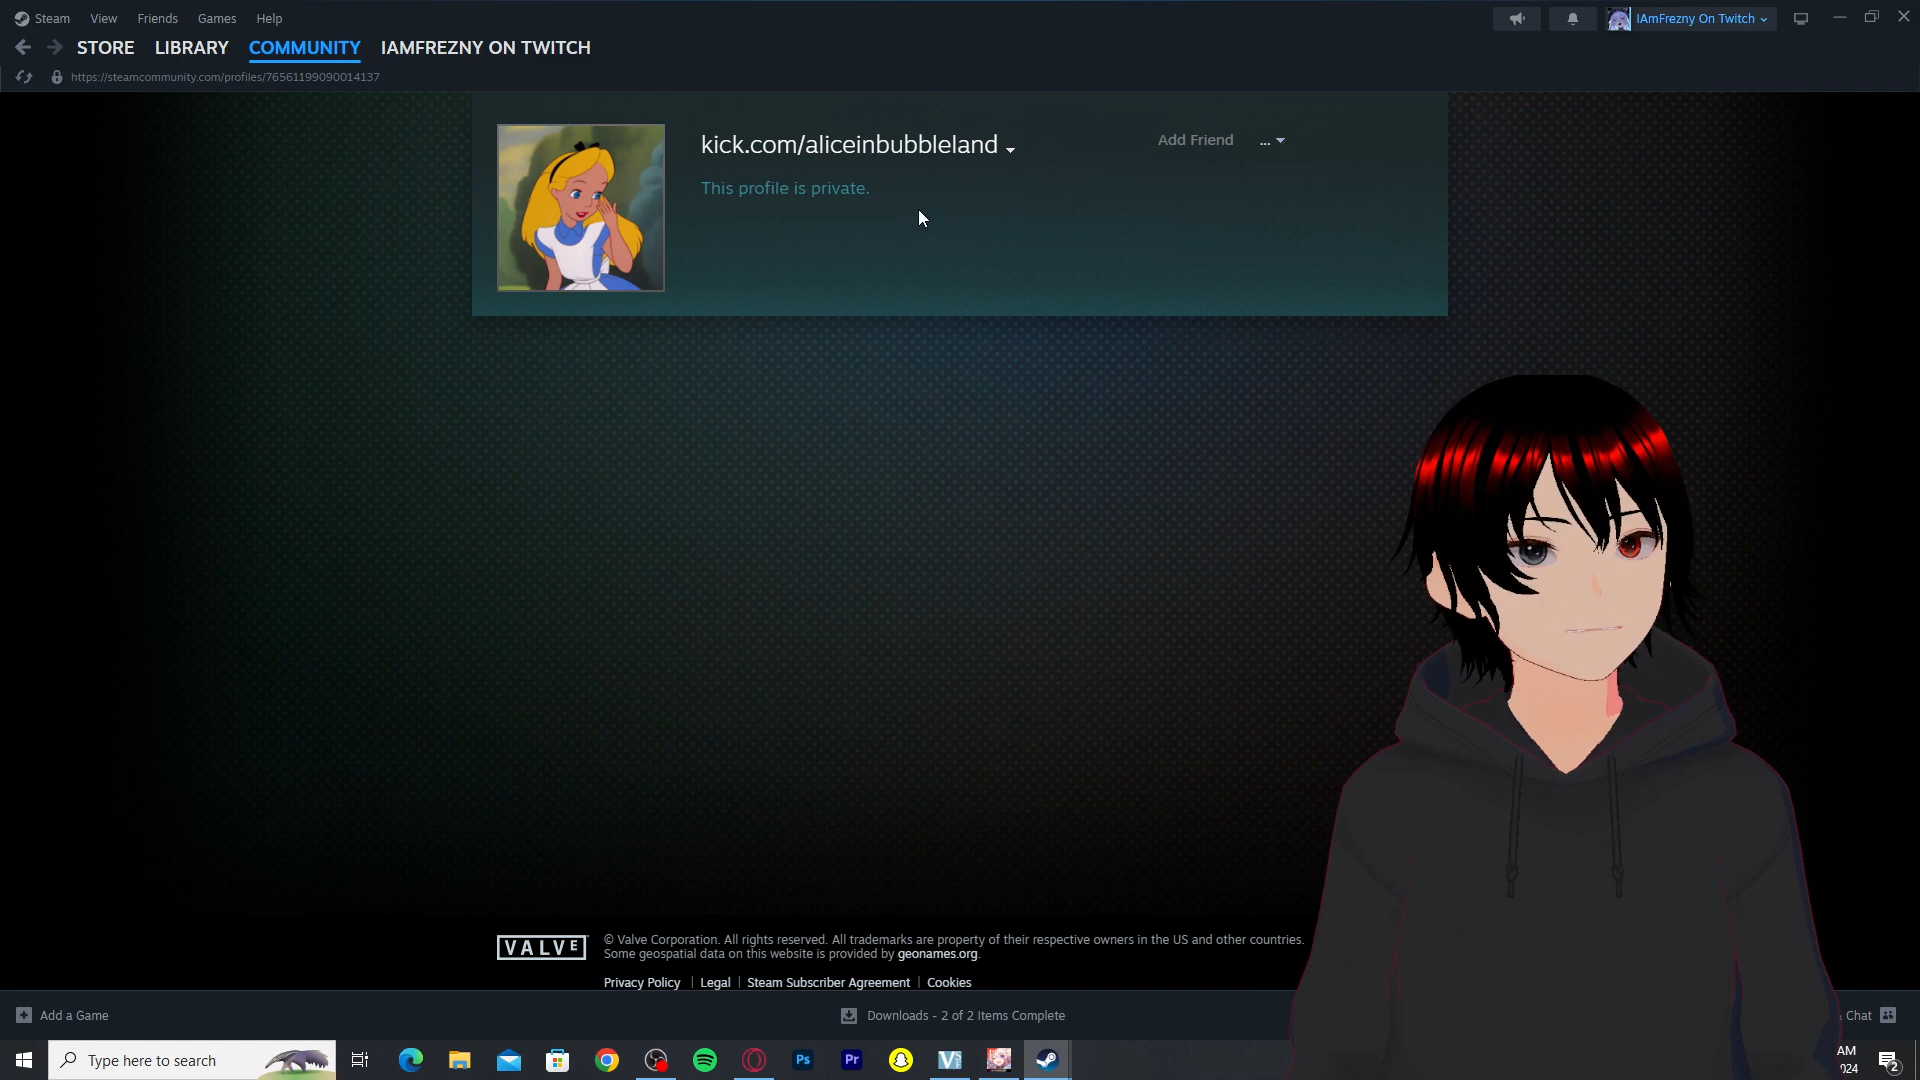 Steam View Friends Games Help
IAmFrezny On Twitch
STORE LIBRARY COMMUNITY IAMFREZNY ON TWITCH
https://steamcommunity.com/profiles/76561199090014137
kick.com/aliceinbubbleland
Add Friend ...
This profile is private.
VALVE
© Valve Corporation. All rights reserved. All trademarks are property of their respective owners in the US and other countries.
Some geospatial data on this website is provided by geonames.org.
Privacy Policy | Legal | Steam Subscriber Agreement | Cookies
Add a Game
Downloads - 2 of 2 Items Complete
Chat
Type here to search
Ps
Pr
AM
024
2